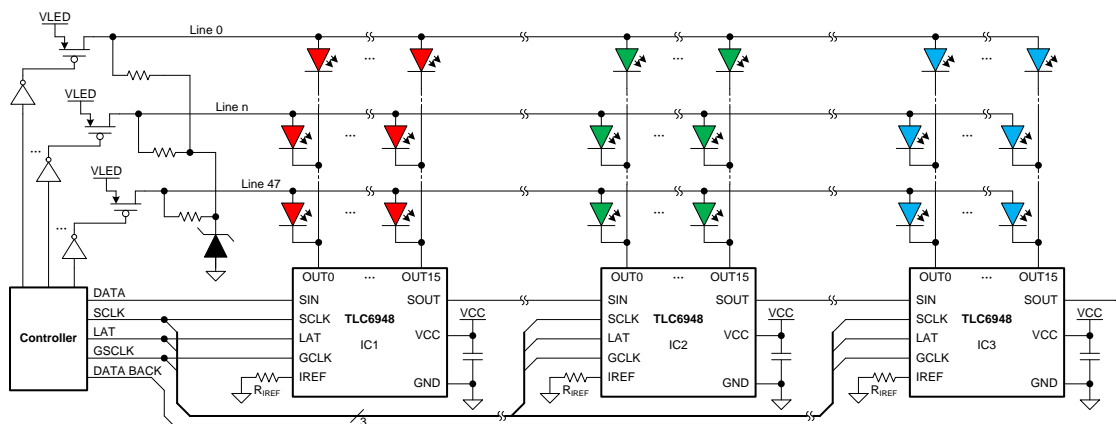 VLED
Line 0
...
...
...
VLED
Line n
...
...
...
...
VLED
Line 47
...
...
...
...
OUT0 ... OUT15
OUT0 ... OUT15
OUT0 ... OUT15
Controller
DATA
SCLK
LAT
GSCLK
DATA BACK
SIN
SCLK
LAT
GCLK
IREF
TLC6948
IC1
SOUT
VCC
GND
VCC
RIREF
3
SIN
SCLK
LAT
GCLK
IREF
TLC6948
IC2
SOUT
VCC
GND
VCC
RIREF
SIN
SCLK
LAT
GCLK
IREF
TLC6948
IC3
SOUT
VCC
GND
VCC
RIREF